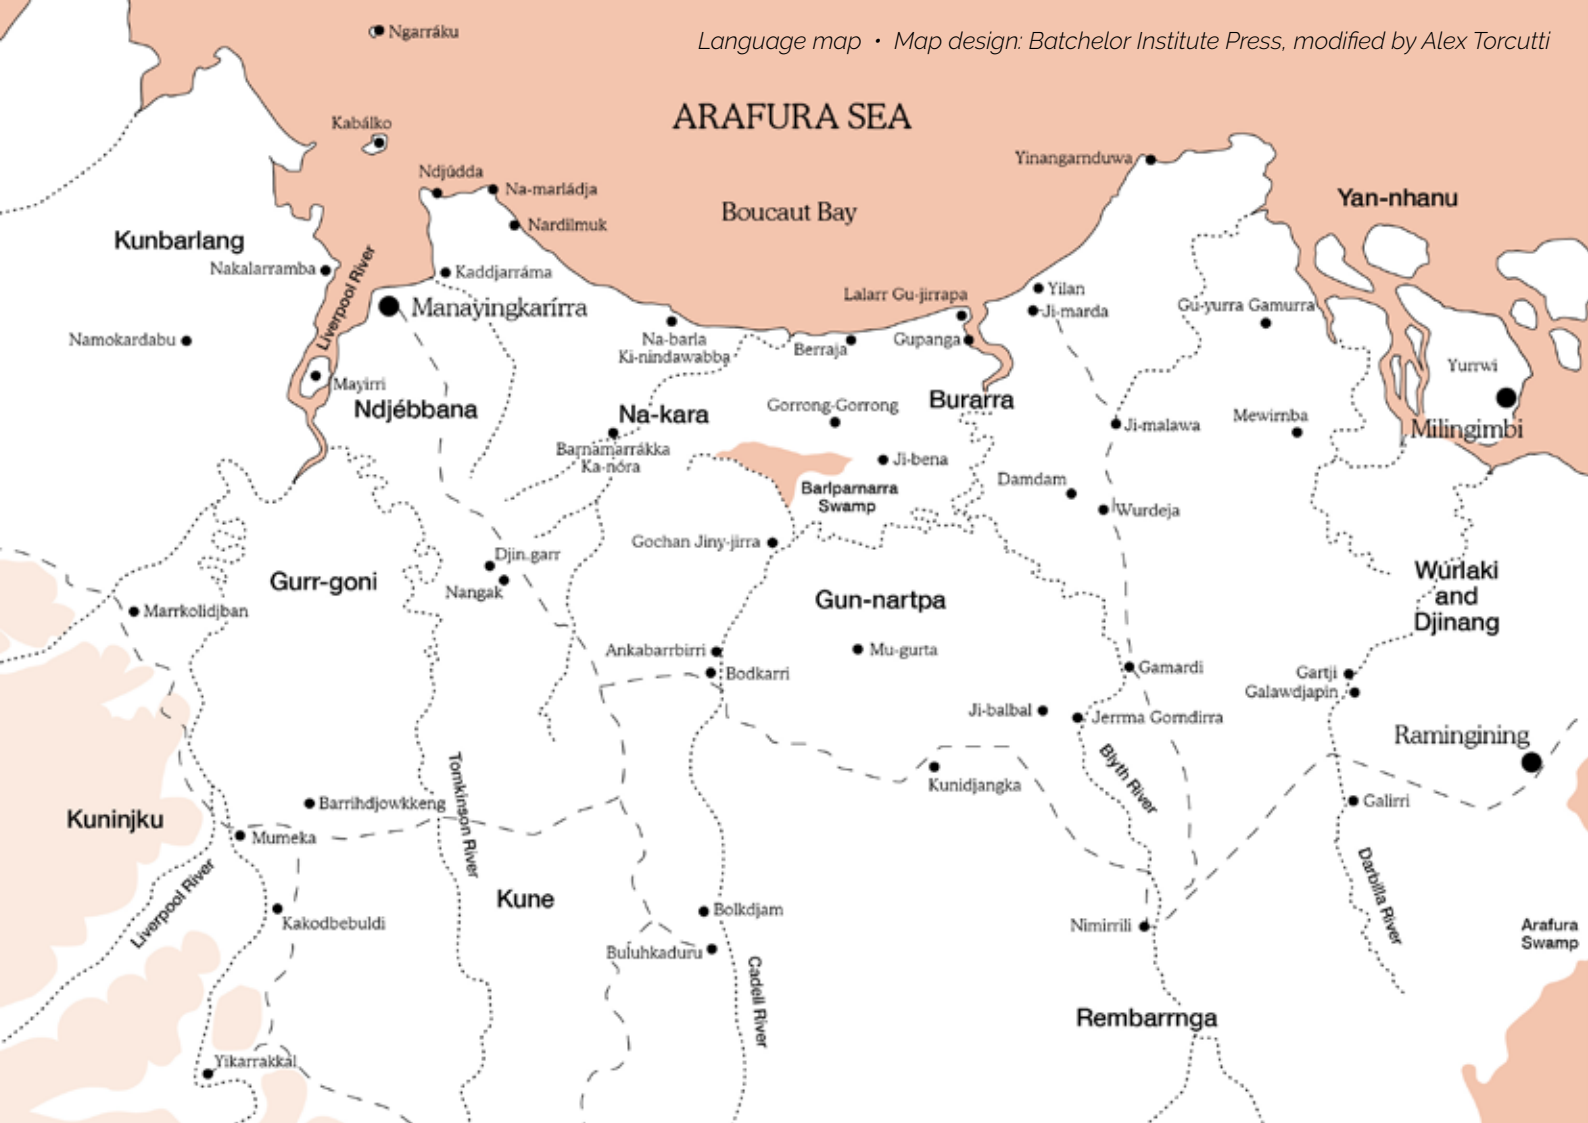 Language map • Map design: Batchelor Institute Press, modified by Alex Torcutti
Ngarráku
ARAFURA SEA
Kabálko
Yinangarnduwa
Ndjúdda
Na-marládja
Yan-nhanu
Boucaut Bay
Nardilmuk
Kunbarlang
Nakalarramba
Liverpool River
Kaddjarráma
Manayingkarírra
Lalarr Gu-jirrapa
Yilan
Ji-marda
Gu-yurra Gamurra
Namokardabu
Na-barla
Ki-nindawabba
Berraja
Gupanga
Yurrwi
Mayirri
Ndjébbana
Na-kara
Gorrong-Gorrong
Burarra
Ji-malawa
Mewirnba
Milingimbi
Barnamarrákka
Ka-nóra
Ji-bena
Barlparnarra
Swamp
Damdam
Wurdeja
Gochan Jiny-jirra
Djin.garr
Nangak
Gurr-goni
Gun-nartpa
Wurlaki
and
Djinang
Marrkolidjban
Ankabarrbirri
Mu-gurta
Bodkarri
Gamardi
Gartji
Galawdjapin
Ji-balbal
Jerrma Gorndirra
Ramingining
Blyth River
Tomkinson River
Kunidjangka
Galirri
Kuninjku
Barrihdjowkkeng
Mumeka
Liverpool River
Darbilla River
Kune
Kakodbebuldi
Bolkdjam
Buluhkaduru
Nimirrili
Arafura
Swamp
Cadell River
Rembarrnga
Yikarrakkal